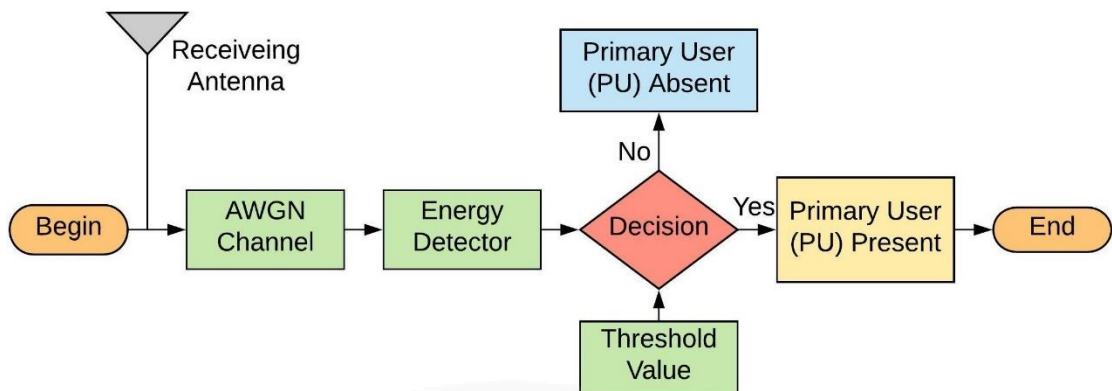 Receiveing
Antenna
Primary User
(PU) Absent
No
Begin
AWGN
Channel
Energy
Detector
Decision
Yes
Primary User
(PU) Present
End
Threshold
Value